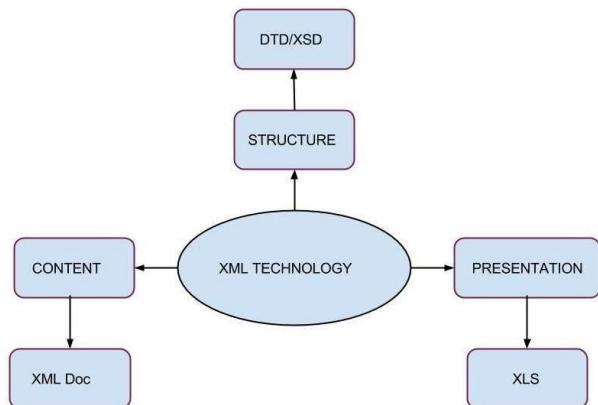 DTD/XSD
STRUCTURE
CONTENT
XML TECHNOLOGY
PRESENTATION
XML Doc
XLS